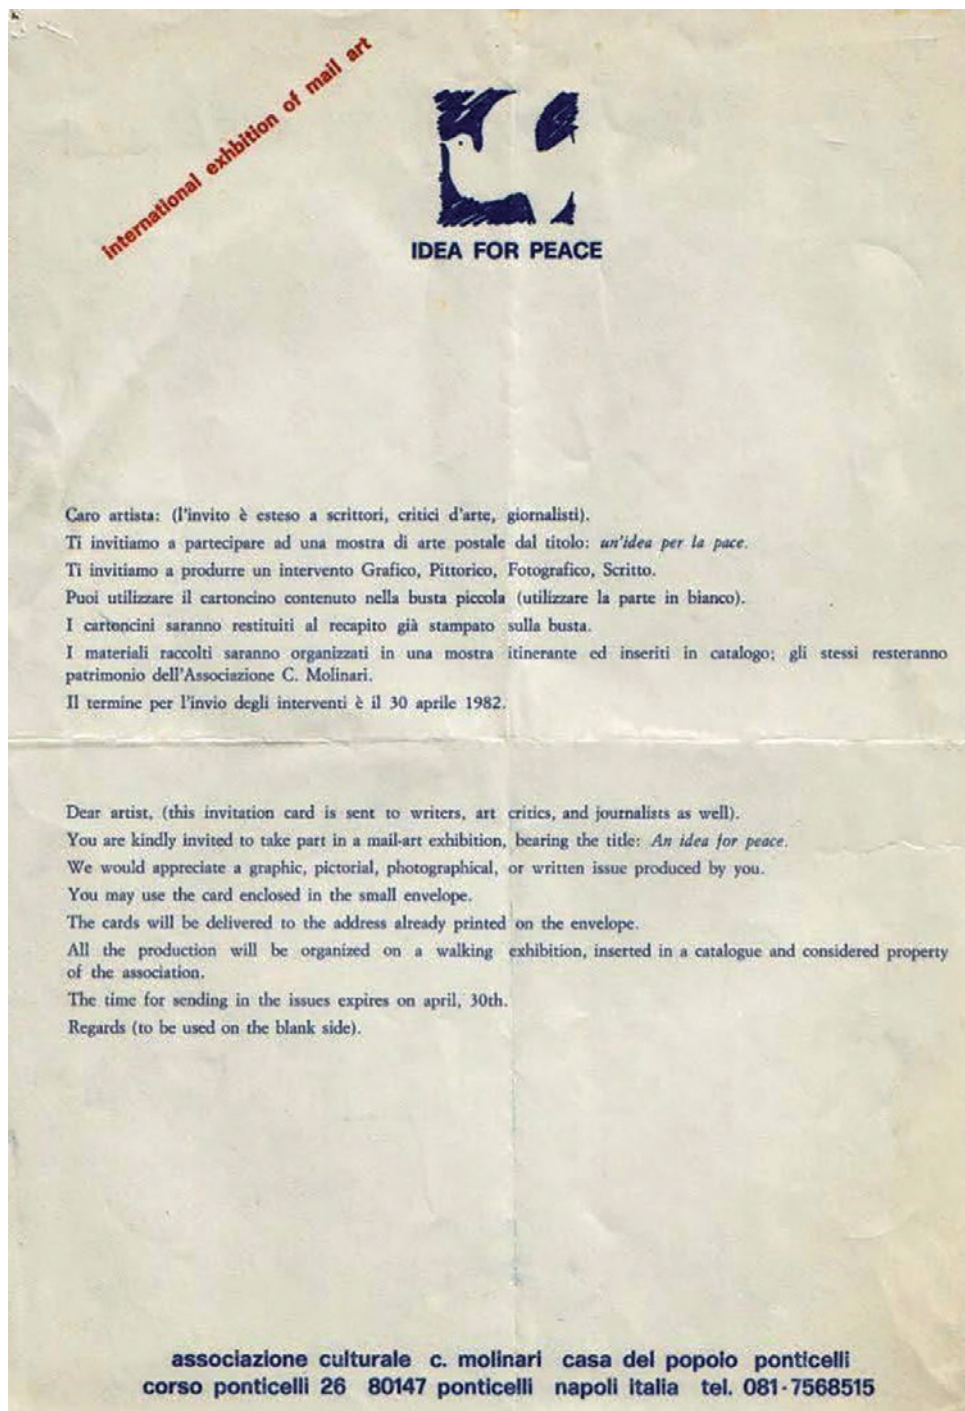 international exhbition of mail art
IDEA FOR PEACE
Caro artista: (l'invito è esteso a scrittori, critici d'arte, giornalisti).
Ti invitiamo a partecipare ad una mostra di arte postale dal titolo: un'idea per la pace.
Ti invitiamo a produrre un intervento Grafico, Pittorico, Fotografico, Scritto.
Puoi utilizzare il cartoncino contenuto nella busta piccola (utilizzare la parte in bianco).
I cartoncini saranno restituiti al recapito già stampato sulla busta.
I materiali raccolti saranno organizzati in una mostra itinerante ed inseriti in catalogo; gli stessi resteranno
patrimonio dell'Associazione C. Molinari.
Il termine per l'invio degli interventi è il 30 aprile 1982.
Dear artist, (this invitation card is sent to writers, art critics, and journalists as well).
You are kindly invited to take part in a mail-art exhibition, bearing the title: An idea for peace.
We would appreciate a graphic, pictorial, photographical, or written issue produced by you.
You may use the card enclosed in the small envelope.
The cards will be delivered to the address already printed on the envelope.
All the production will be organized on a walking exhibition, inserted in a catalogue and considered property
of the association.
The time for sending in the issues expires on april, 30th.
Regards (to be used on the blank side).
associazione culturale c. molinari casa del popolo ponticelli
corso ponticelli 26 80147 ponticelli napoli italia tel. 081·7568515